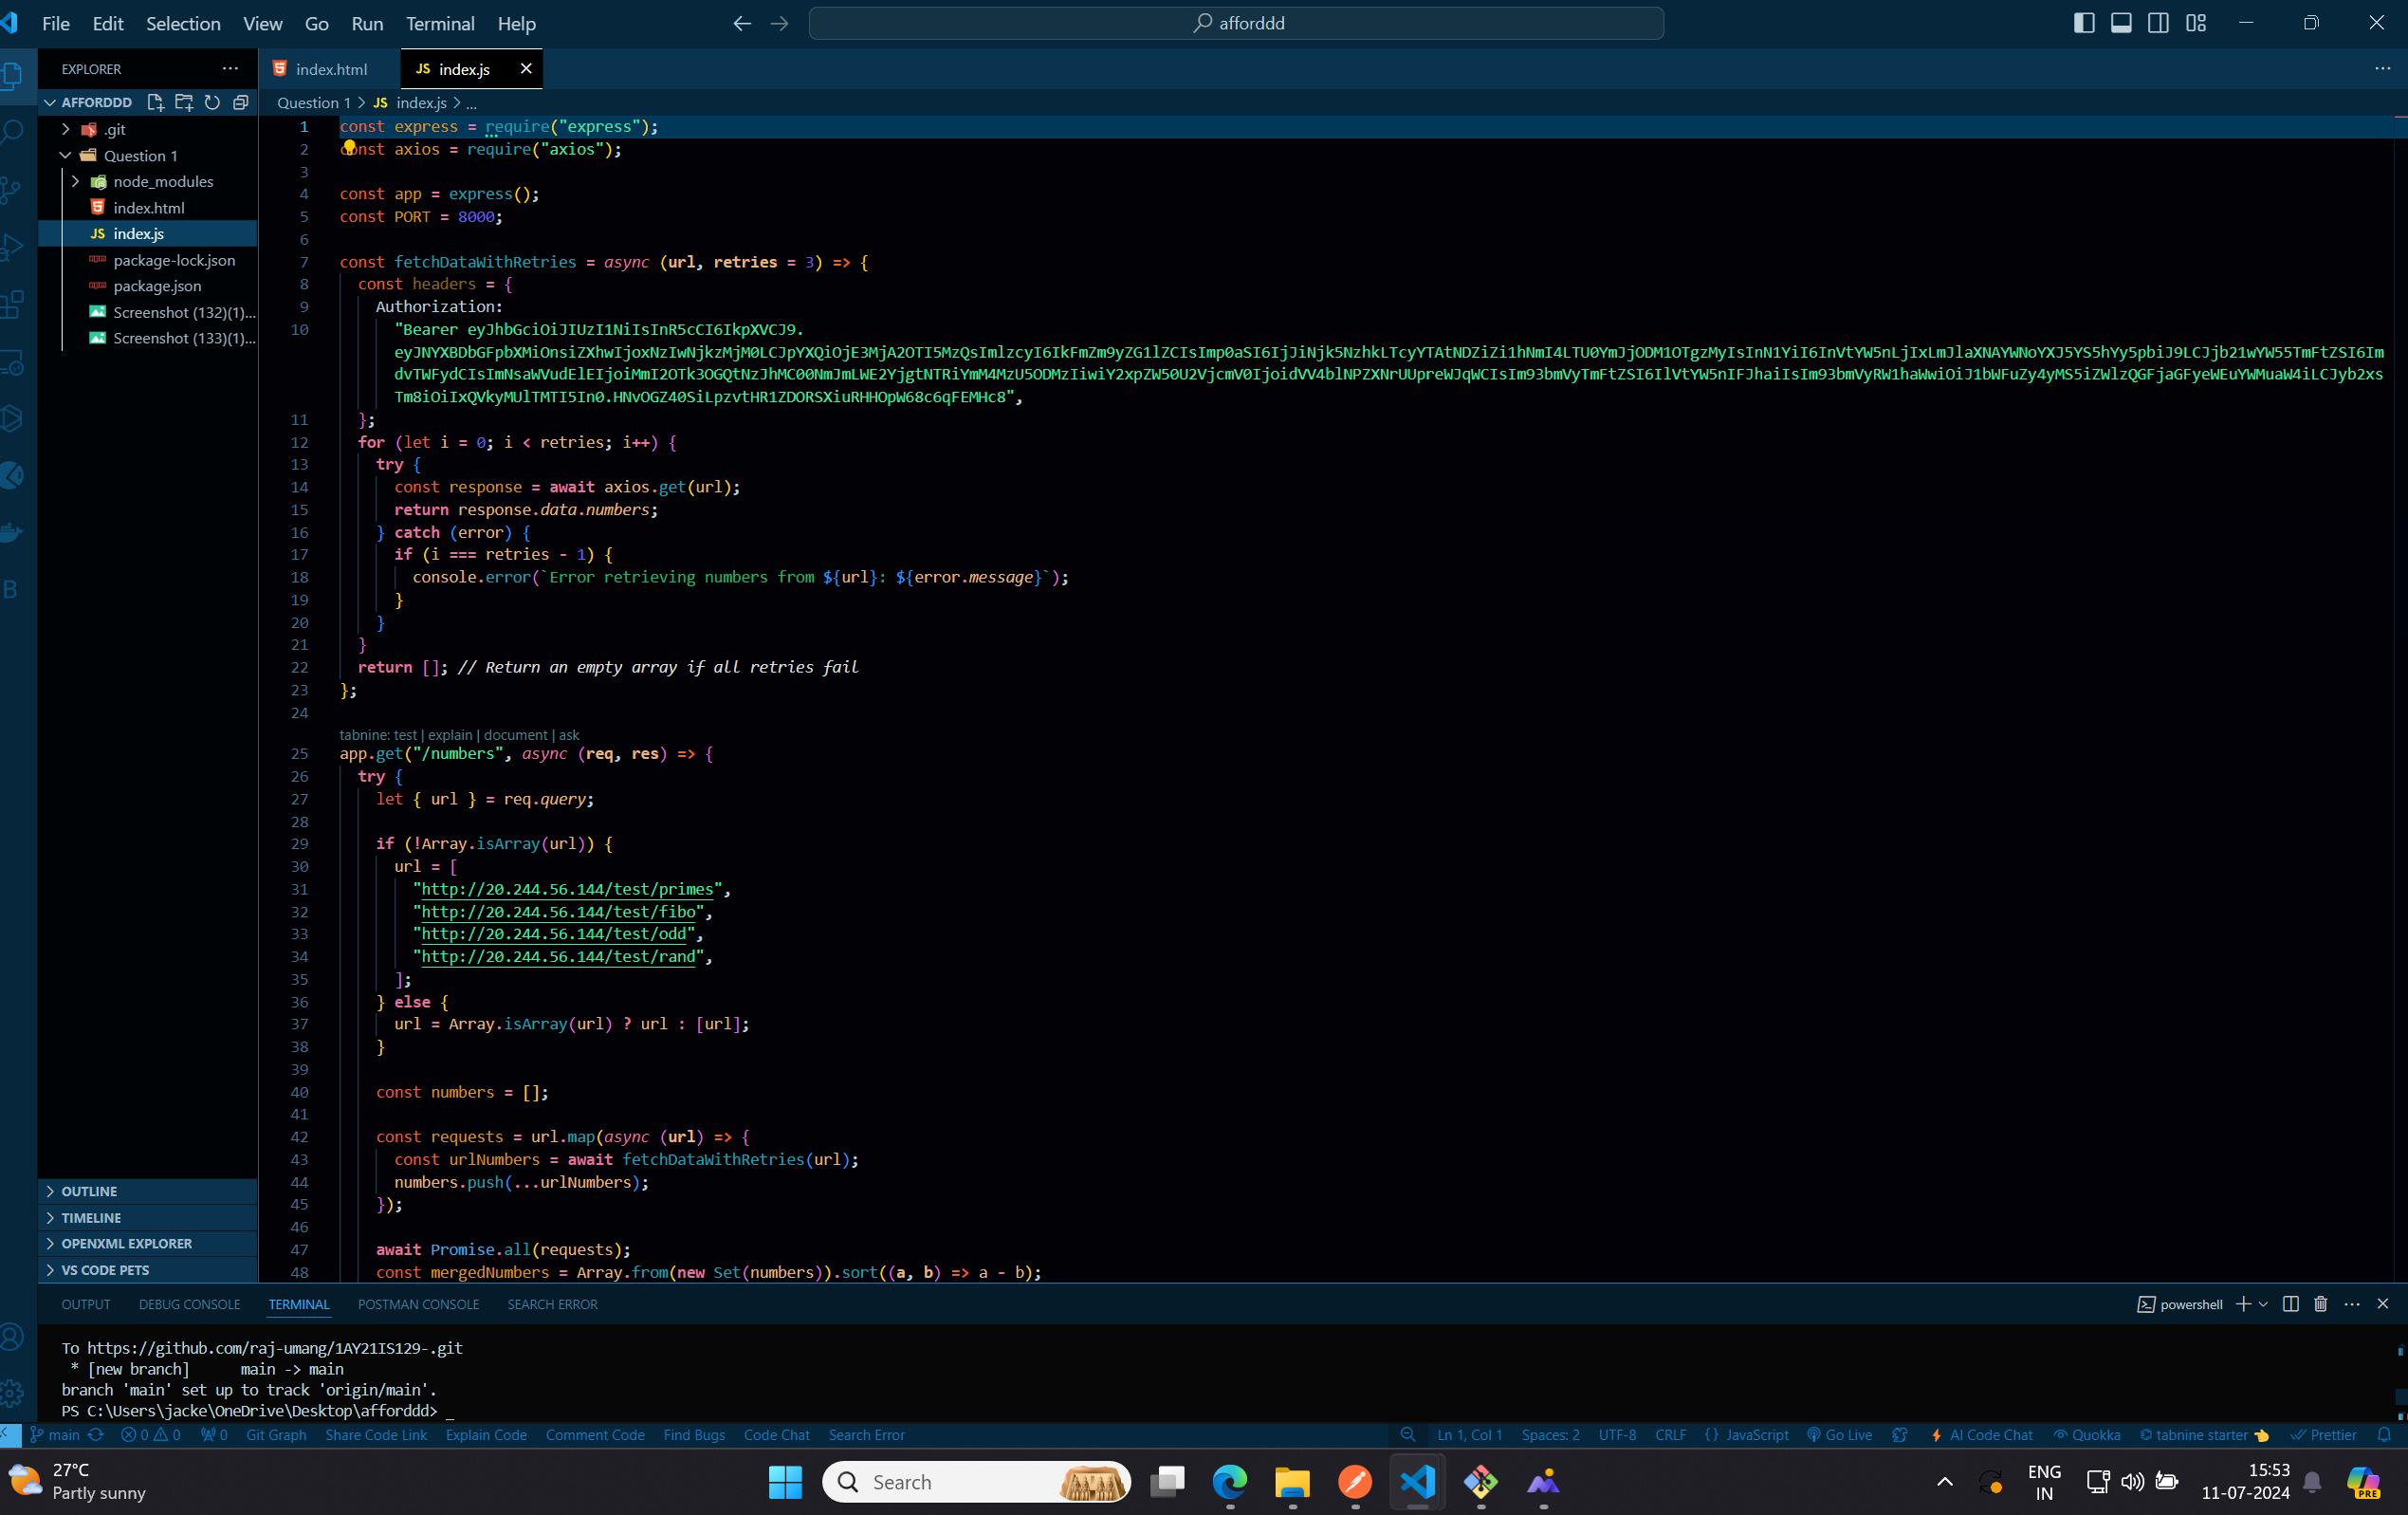 File Edit Selection View Go Run Terminal Help
afforddd
EXPLORER
index.html
JS index.js
AFFORDDD
Question 1 > JS index.js > ...
.git
Question 1
node_modules
index.html
JS index.js
package-lock.json
package.json
Screenshot (132)(1)...
Screenshot (133)(1)...
OUTLINE
TIMELINE
OPENXML EXPLORER
VS CODE PETS
1 const express = require("express");
2 const axios = require("axios");
3
4 const app = express();
5 const PORT = 8000;
6
7 const fetchDataWithRetries = async (url, retries = 3) => {
8 const headers = {
9 Authorization:
10 "Bearer
11 };
12 for (let i = 0; i < retries; i++) {
13 try {
14 const response = await axios.get(url);
15 return response.data.numbers;
16 } catch (error) {
17 if (i === retries - 1) {
18 console.error(`Error retrieving numbers from ${url}: ${error.message}`);
19 }
20 }
21 }
22 return []; // Return an empty array if all retries fail
23 };
24
tabnine: test | explain | document | ask
25 app.get("/numbers", async (req, res) => {
26 try {
27 let { url } = req.query;
28
29 if (!Array.isArray(url)) {
30 url = [
31 "http://20.244.56.144/test/primes",
32 "http://20.244.56.144/test/fibo",
33 "http://20.244.56.144/test/odd",
34 "http://20.244.56.144/test/rand",
35 ];
36 } else {
37 url = Array.isArray(url) ? url : [url];
38 }
39
40 const numbers = [];
41
42 const requests = url.map(async (url) => {
43 const urlNumbers = await fetchDataWithRetries(url);
44 numbers.push(...urlNumbers);
45 });
46
47 await Promise.all(requests);
48 const mergedNumbers = Array.from(new Set(numbers)).sort((a, b) => a - b);
OUTPUT DEBUG CONSOLE TERMINAL POSTMAN CONSOLE SEARCH ERROR
powershell
To https://github.com/raj-umang/1AY21IS129-.git
* [new branch] main -> main
branch 'main' set up to track 'origin/main'.
PS C:\Users\jacke\OneDrive\Desktop\afforddd> _
main 0 0 0 Git Graph Share Code Link Explain Code Comment Code Find Bugs Code Chat Search Error
Ln 1, Col 1 Spaces: 2 UTF-8 CRLF {} JavaScript Go Live AI Code Chat Quokka tabnine starter Prettier
27°C
Partly sunny
Search
ENG
IN
15:53
11-07-2024
PRE